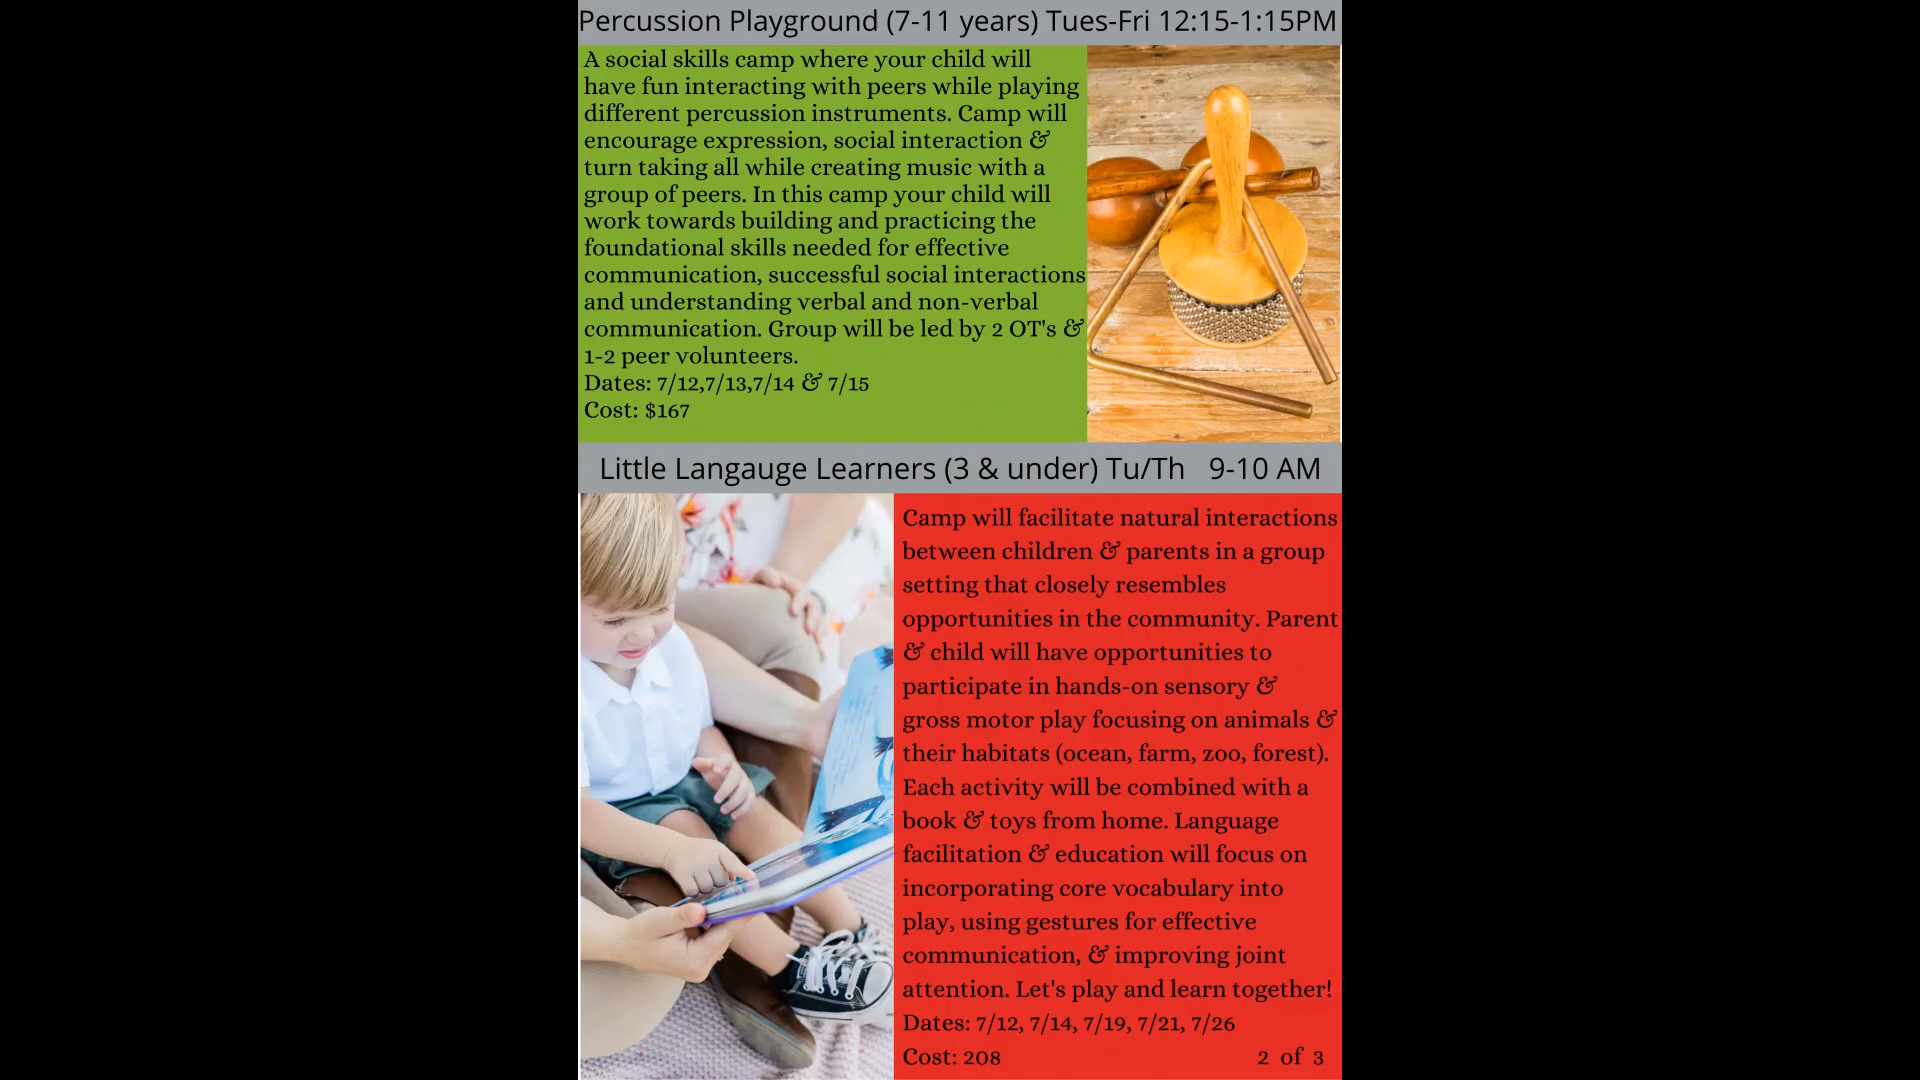 Percussion Playground (7-11 years) Tues-Fri 12:15-1:15PM
A social skills camp where your child will
have fun interacting with peers while playing
different percussion instruments. Camp will
encourage expression, social interaction &
turn taking all while creating music with a
group of peers. In this camp your child will
work towards building and practicing the
foundational skills needed for effective
communication, successful social interactions
and understanding verbal and non-verbal
communication. Group will be led by 2 OT's &
1-2 peer volunteers.
Dates: 7/12,7/13,7/14 & 7/15
Cost: $167
Little Langauge Learners (3 & under) Tu/Th 9-10 AM
Camp will facilitate natural interactions
between children & parents in a group
setting that closely resembles
opportunities in the community. Parent
& child will have opportunities to
participate in hands-on sensory &
gross motor play focusing on animals &
their habitats (ocean, farm, zoo, forest).
Each activity will be combined with a
book & toys from home. Language
facilitation & education will focus on
incorporating core vocabulary into
play, using gestures for effective
communication, & improving joint
attention. Let's play and learn together!
Dates: 7/12, 7/14, 7/19, 7/21, 7/26
Cost: 208
2 of 3